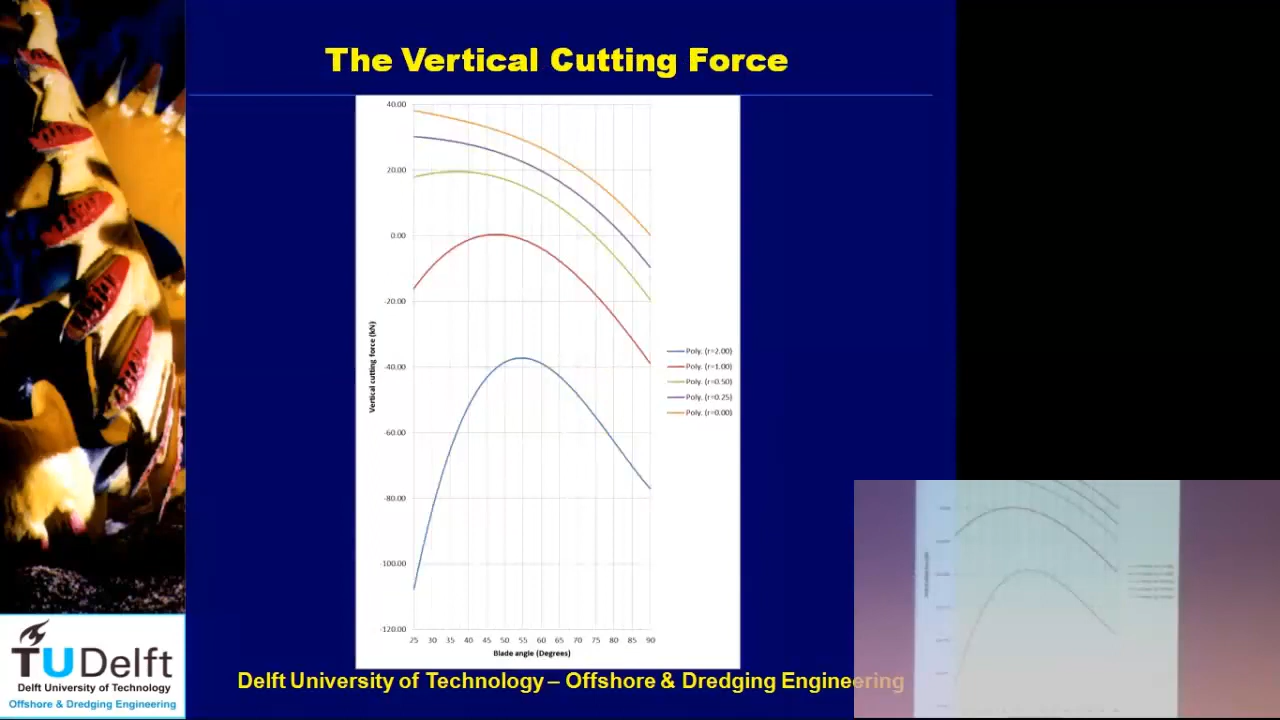 The Vertical Cutting Force
40.00
20.00
0.00
-20.00
-40.00
-60.00
-80.00
-100.00
-120.00
Vertical cutting force (kN)
25 30 35 40 45 50 55 60 65 70 75 80 85 90
Blade angle (Degrees)
Poly. (r=2.00)
Poly. (r=1.00)
Poly. (r=0.50)
Poly. (r=0.25)
Poly. (r=0.00)
TUDelft
Delft University of Technology
Offshore & Dredging Engineering
Delft University of Technology – Offshore & Dredging Engineering